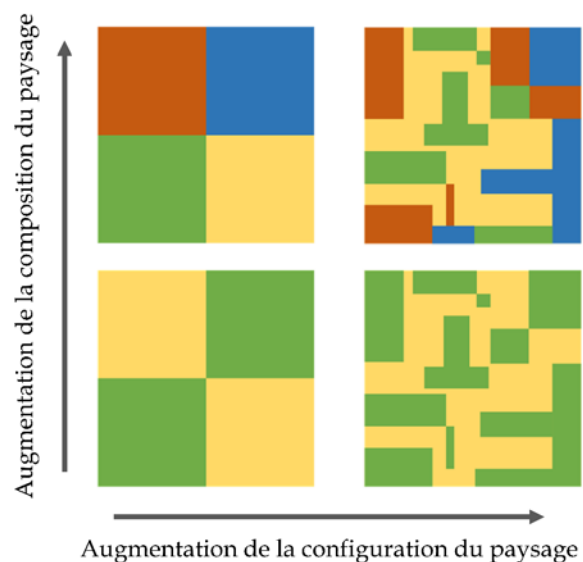 Augmentation de la composition du paysage
Augmentation de la configuration du paysage